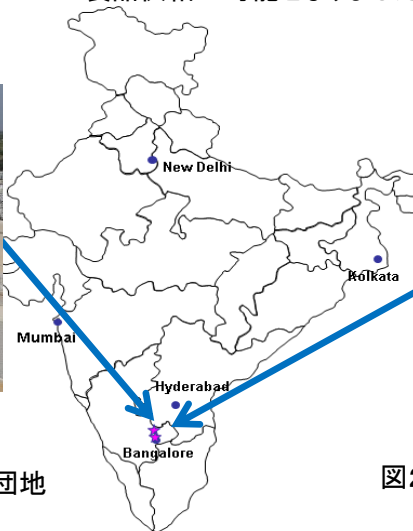 New Delhi
Kolkata
Mumbai
Hyderabad
Bangalore
団地
図2